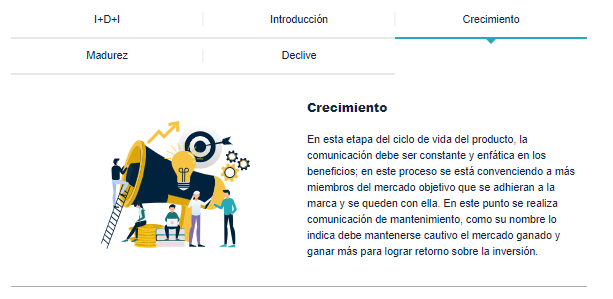 I+D+I
Introducción
Crecimiento
Madurez
Declive
Crecimiento
En esta etapa del ciclo de vida del producto, la
comunicación debe ser constante y enfática en los
beneficios; en este proceso se está convenciendo a más
miembros del mercado objetivo que se adhieran a la
marca y se queden con ella. En este punto se realiza
comunicación de mantenimiento, como su nombre lo
indica debe mantenerse cautivo el mercado ganado y
ganar más para lograr retorno sobre la inversión.